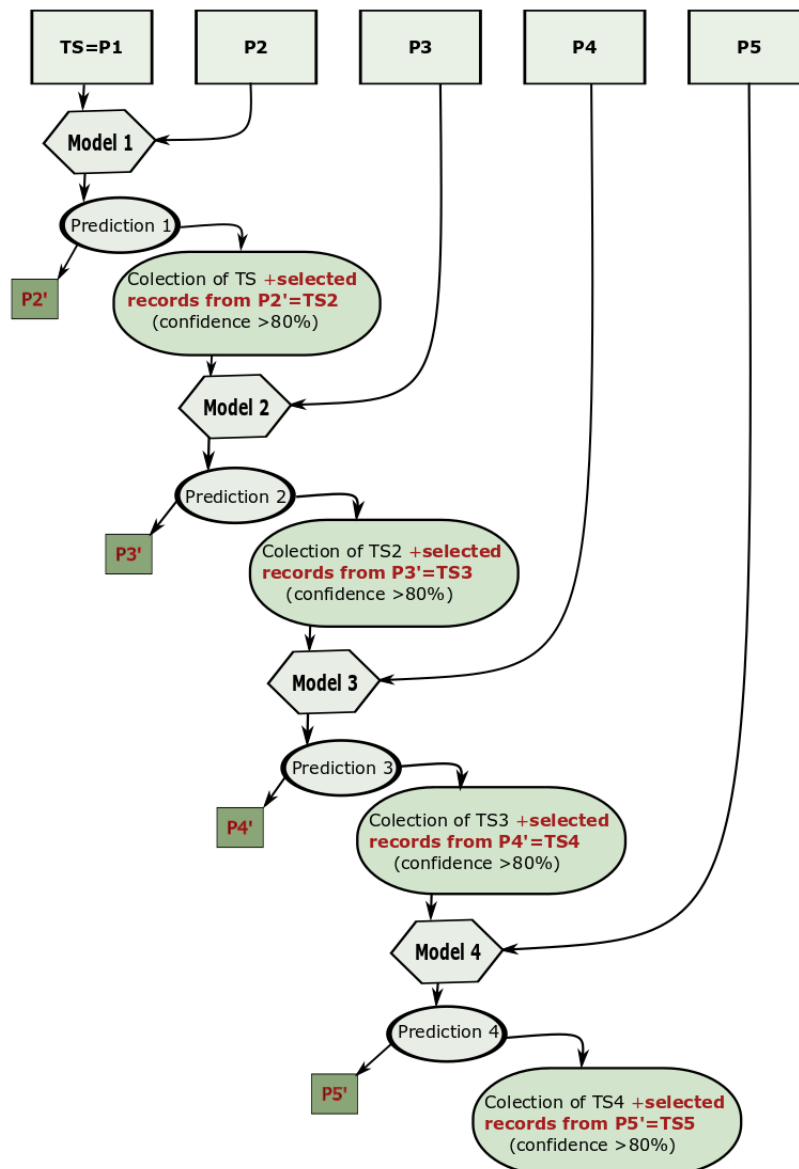 TS=P1
P2
P3
P4
P5
Model 1
Prediction 1
P2'
Colection of TS +selected
records from P2'=TS2
(confidence >80%)
Model 2
Prediction 2
P3'
Colection of TS2 +selected
records from P3'=TS3
(confidence >80%)
Model 3
Prediction 3
P4'
Colection of TS3 +selected
records from P4'=TS4
(confidence >80%)
Model 4
Prediction 4
P5'
Colection of TS4 +selected
records from P5'=TS5
(confidence >80%)